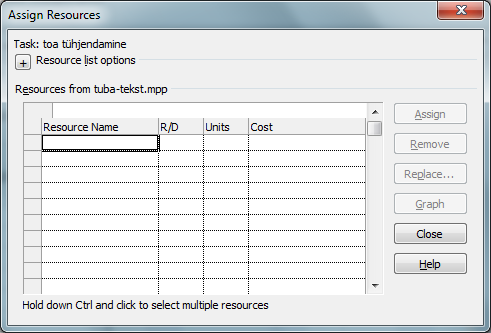 Assign Resources
Task: toa tühjendamine
+ Resource list options
Resources from tuba-tekst.mpp
Resource Name R/D Units Cost
Assign
Remove
Replace...
Graph
Close
Help
Hold down Ctrl and click to select multiple resources